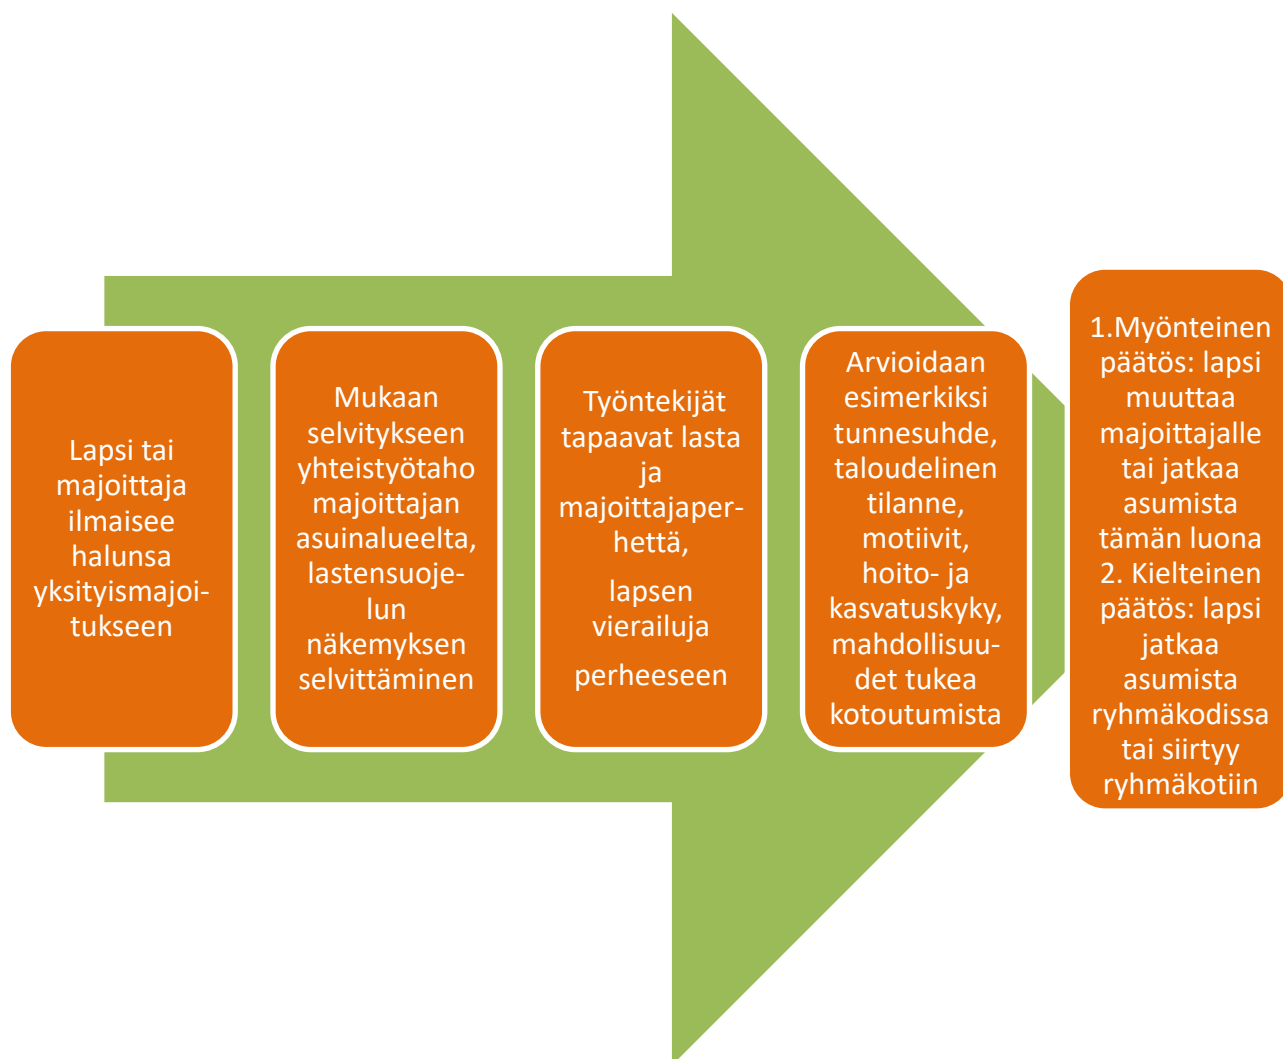 Lapsi tai
majoittaja
ilmaisee
halunsa
yksityismajoi-
tukseen
Mukaan
selvitykseen
yhteistyötaho
majoittajan
asuinalueelta,
lastensuoje-
lun
näkemyksen
selvittäminen
Työntekijät
tapaavat lasta
ja
majoittajaper-
hettä,
lapsen
vierailuja
perheeseen
Arvioidaan
esimerkiksi
tunnesuhde,
taloudelinen
tilanne,
motiivit,
hoito- ja
kasvatuskyky,
mahdollisuu-
det tukea
kotoutumista
1.Myönteinen
päätös: lapsi
muuttaa
majoittajalle
tai jatkaa
asumista
tämän luona
2. Kielteinen
päätös: lapsi
jatkaa
asumista
ryhmäkodissa
tai siirtyy
ryhmäkotiin